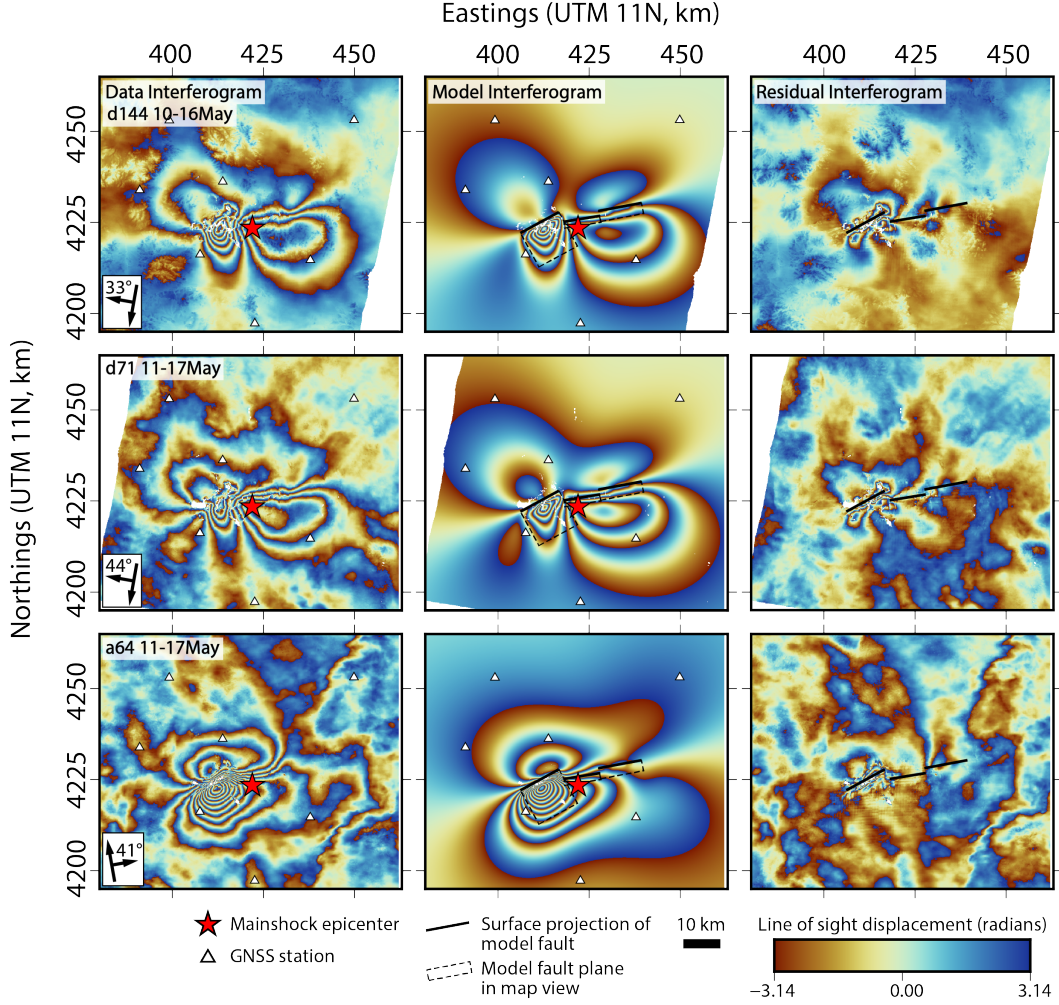 Eastings (UTM 11N, km)
400 425 450 400 425 450 400 425 450
Northings (UTM 11N, km)
Data Interferogram
d144 10-16May
Model Interferogram
Residual Interferogram
4250
4225
4200
33°
d71 11-17May
4250
4225
4200
44°
a64 11-17May
4250
4225
4200
41°
Mainshock epicenter
GNSS station
Surface projection of
model fault
Model fault plane
in map view
10 km
Line of sight displacement (radians)
−3.14 0.00 3.14